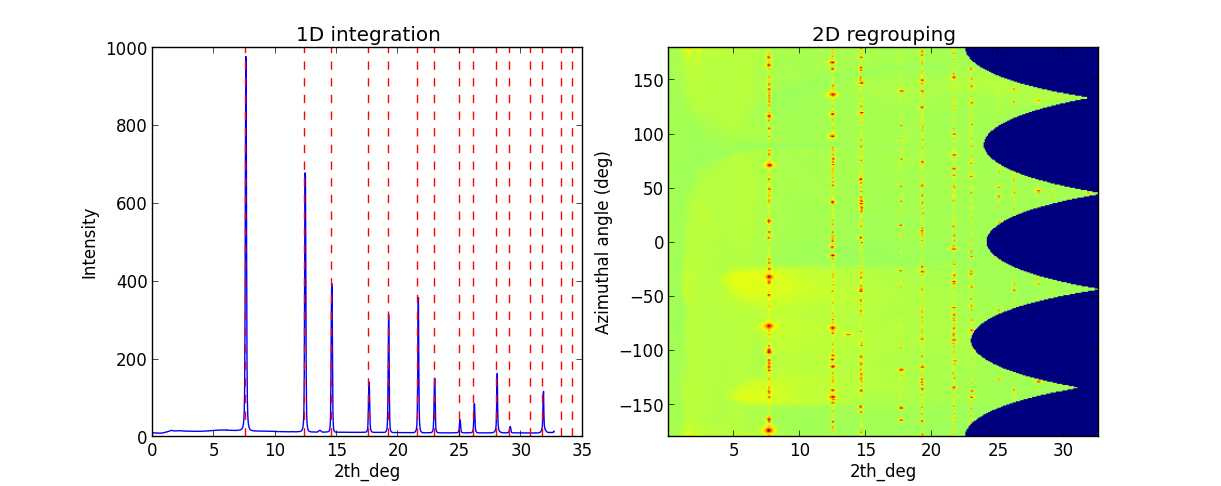 1D integration
1000
800
600
400
200
0
Intensity
0 5 10 15 20 25 30 35
2th_deg
2D regrouping
150
100
50
0
−50
−100
−150
Azimuthal angle (deg)
5 10 15 20 25 30
2th_deg